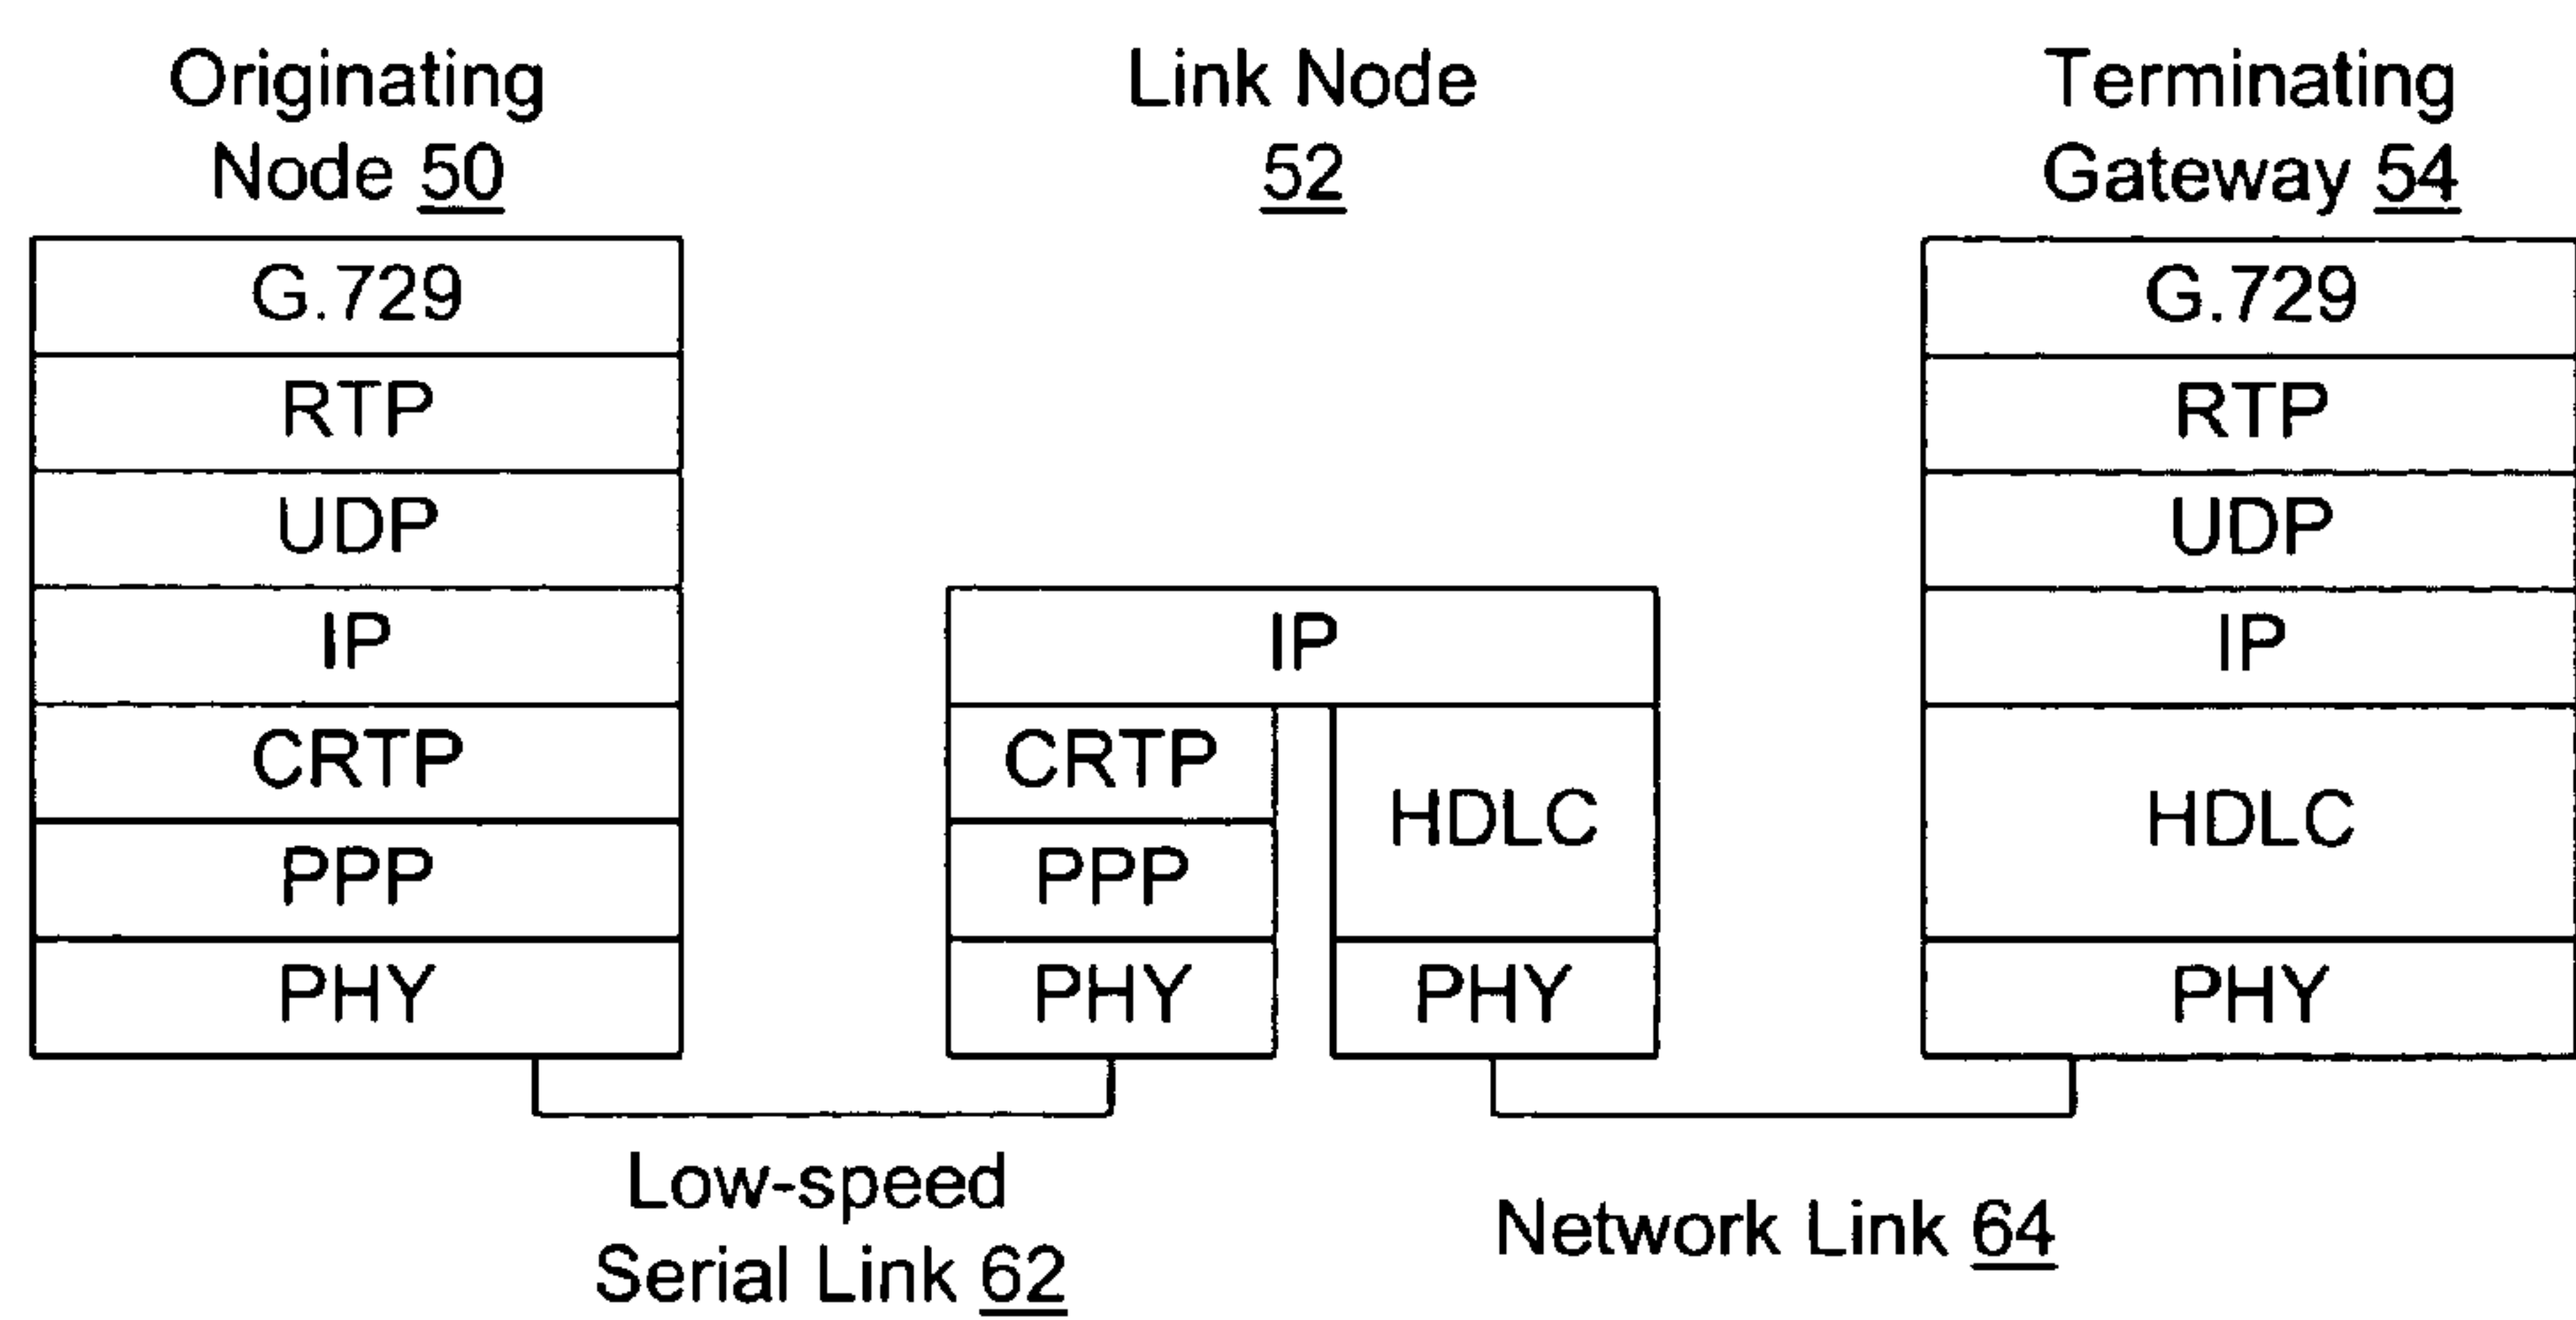 Originating
Node 50
Link Node
52
Terminating
Gateway 54
G.729
RTP
UDP
IP
CRTP
PPP
PHY
IP
CRTP
PPP
PHY
HDLC
PHY
G.729
RTP
UDP
IP
HDLC
PHY
Low-speed
Serial Link 62
Network Link 64